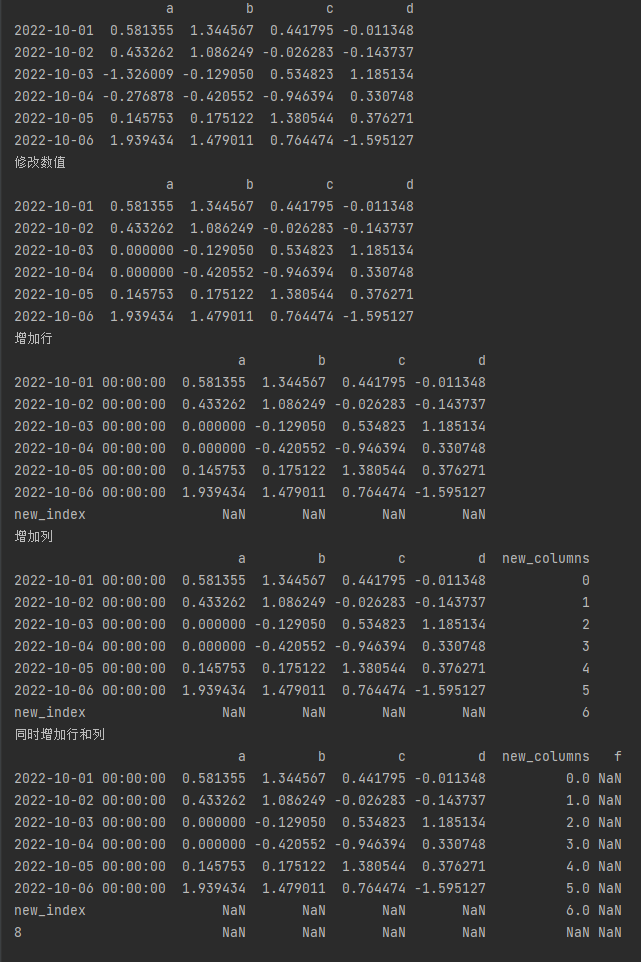 a b c d
2022-10-01 0.581355 1.344567 0.441795 -0.011348
2022-10-02 0.433262 1.086249 -0.026283 -0.143737
2022-10-03 -1.326009 -0.129050 0.534823 1.185134
2022-10-04 -0.276878 -0.420552 -0.946394 0.330748
2022-10-05 0.145753 0.175122 1.380544 0.376271
2022-10-06 1.939434 1.479011 0.764474 -1.595127
修改数值
a b c d
2022-10-01 0.581355 1.344567 0.441795 -0.011348
2022-10-02 0.433262 1.086249 -0.026283 -0.143737
2022-10-03 0.000000 -0.129050 0.534823 1.185134
2022-10-04 0.000000 -0.420552 -0.946394 0.330748
2022-10-05 0.145753 0.175122 1.380544 0.376271
2022-10-06 1.939434 1.479011 0.764474 -1.595127
增加行
a b c d
2022-10-01 00:00:00 0.581355 1.344567 0.441795 -0.011348
2022-10-02 00:00:00 0.433262 1.086249 -0.026283 -0.143737
2022-10-03 00:00:00 0.000000 -0.129050 0.534823 1.185134
2022-10-04 00:00:00 0.000000 -0.420552 -0.946394 0.330748
2022-10-05 00:00:00 0.145753 0.175122 1.380544 0.376271
2022-10-06 00:00:00 1.939434 1.479011 0.764474 -1.595127
new_index NaN NaN NaN NaN
增加列
a b c d new_columns
2022-10-01 00:00:00 0.581355 1.344567 0.441795 -0.011348 0
2022-10-02 00:00:00 0.433262 1.086249 -0.026283 -0.143737 1
2022-10-03 00:00:00 0.000000 -0.129050 0.534823 1.185134 2
2022-10-04 00:00:00 0.000000 -0.420552 -0.946394 0.330748 3
2022-10-05 00:00:00 0.145753 0.175122 1.380544 0.376271 4
2022-10-06 00:00:00 1.939434 1.479011 0.764474 -1.595127 5
new_index NaN NaN NaN NaN 6
同时增加行和列
a b c d new_columns f
2022-10-01 00:00:00 0.581355 1.344567 0.441795 -0.011348 0.0 NaN
2022-10-02 00:00:00 0.433262 1.086249 -0.026283 -0.143737 1.0 NaN
2022-10-03 00:00:00 0.000000 -0.129050 0.534823 1.185134 2.0 NaN
2022-10-04 00:00:00 0.000000 -0.420552 -0.946394 0.330748 3.0 NaN
2022-10-05 00:00:00 0.145753 0.175122 1.380544 0.376271 4.0 NaN
2022-10-06 00:00:00 1.939434 1.479011 0.764474 -1.595127 5.0 NaN
new_index NaN NaN NaN NaN 6.0 NaN
8 NaN NaN NaN NaN NaN NaN